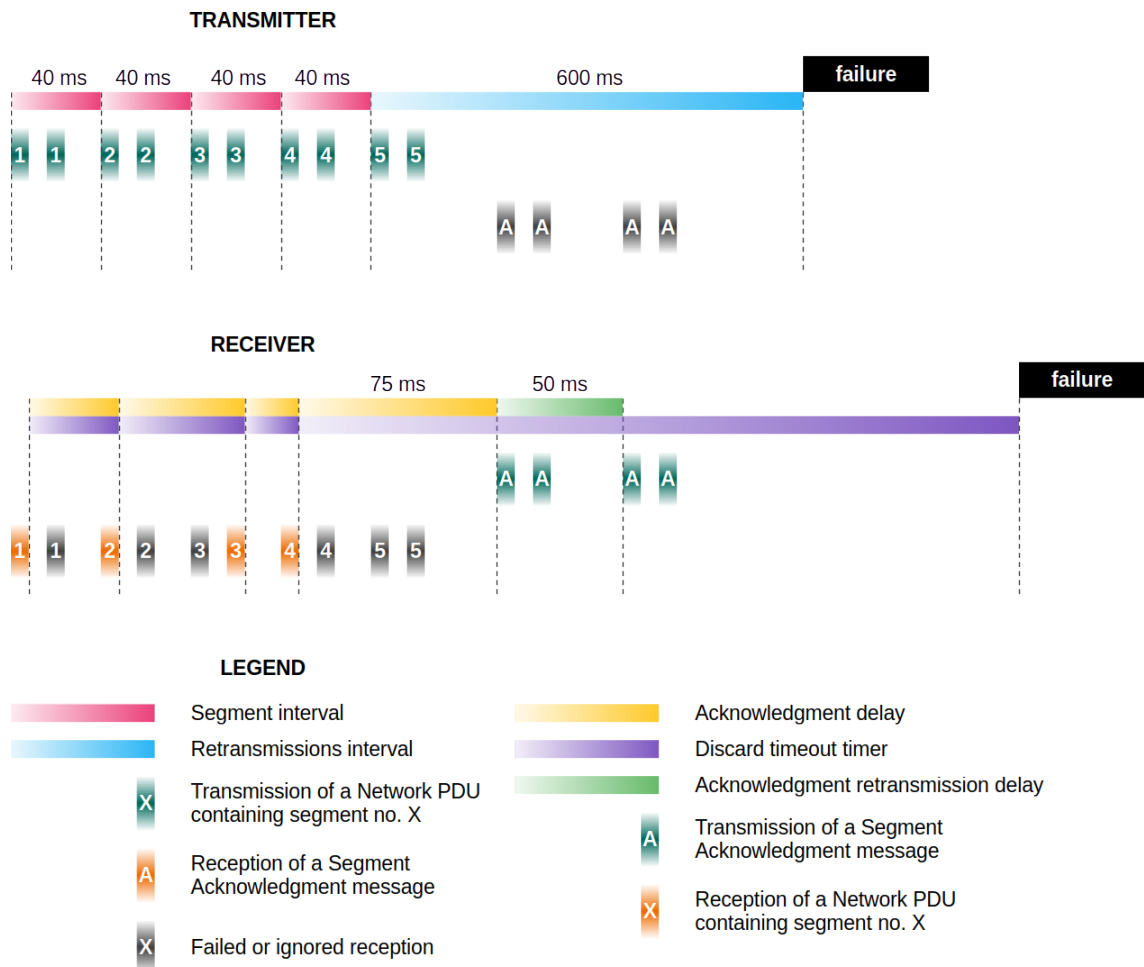 TRANSMITTER
40 ms 40 ms 40 ms 40 ms 600 ms failure
1 1 2 2 3 3 4 4 5 5
A A A A
RECEIVER
75 ms 50 ms failure
A A A A
1 1 2 2 3 3 4 4 5 5
LEGEND
Segment interval
Retransmissions interval
X Transmission of a Network PDU
containing segment no. X
A Reception of a Segment
Acknowledgment message
X Failed or ignored reception
Acknowledgment delay
Discard timeout timer
Acknowledgment retransmission delay
A Transmission of a Segment
Acknowledgment message
X Reception of a Network PDU
containing segment no. X